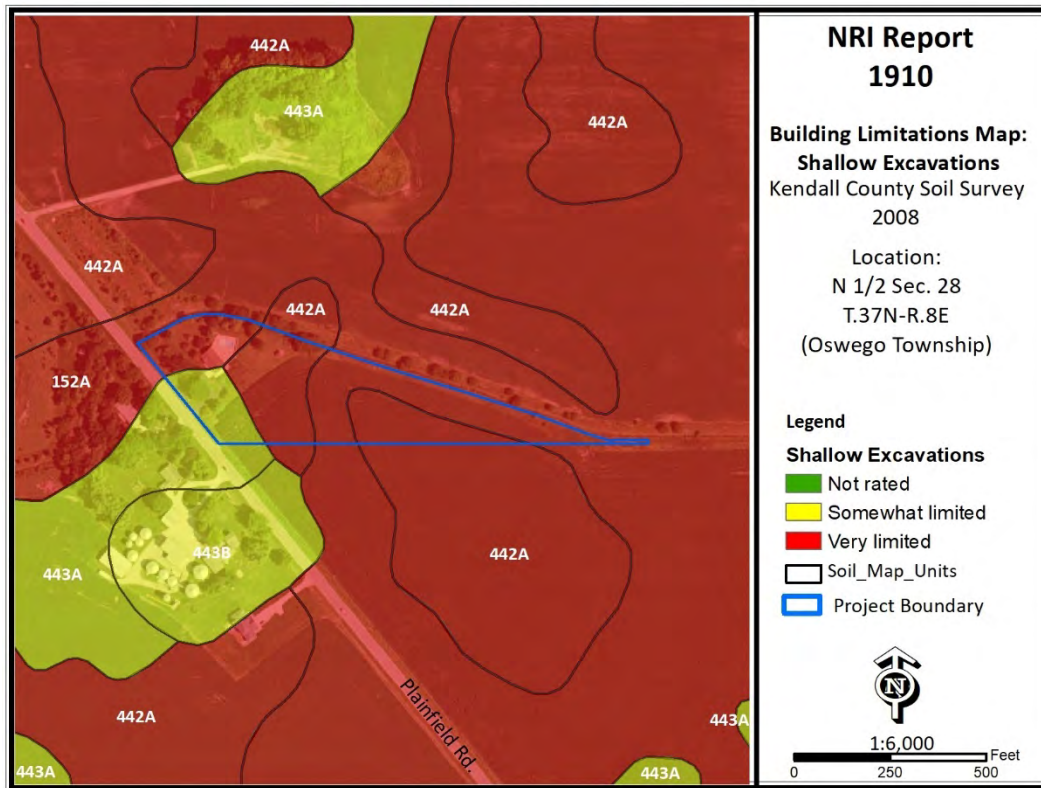 442A
443A
442A
442A
442A
442A
152A
443A
443B
442A
442A
Plainfield Rd.
443A
443A
443A
NRI Report
1910
Building Limitations Map:
Shallow Excavations
Kendall County Soil Survey
2008
Location:
N 1/2 Sec. 28
T.37N-R.8E
(Oswego Township)
Legend
Shallow Excavations
Not rated
Somewhat limited
Very limited
Soil_Map_Units
Project Boundary
N
1:6,000
Feet
0 250 500